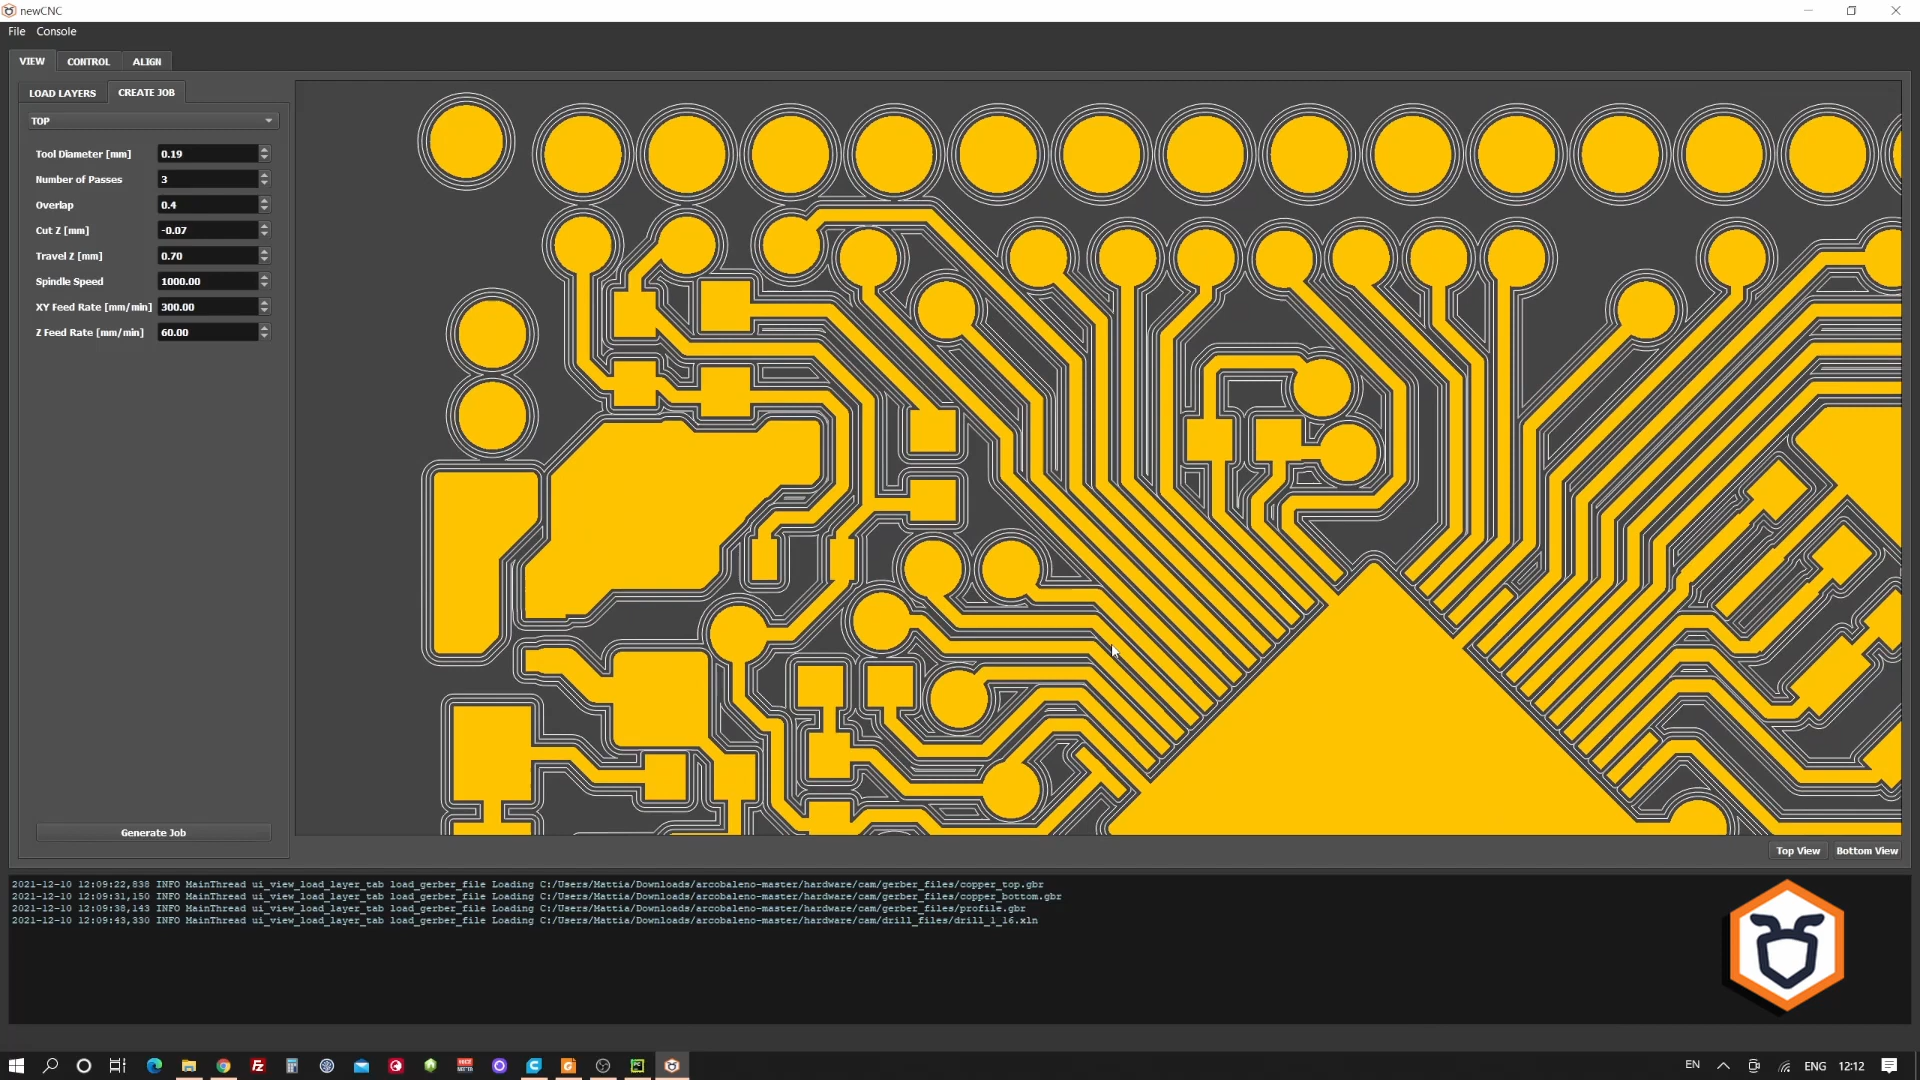 newCNC
File Console
VIEW CONTROL ALIGN
LOAD LAYERS CREATE JOB
TOP
Tool Diameter [mm] 0.19
Number of Passes 3
Overlap 0.4
Cut Z [mm] -0.07
Travel Z [mm] 0.70
Spindle Speed 1000.00
XY Feed Rate [mm/min] 300.00
Z Feed Rate [mm/min] 60.00
Generate Job
Top View Bottom View
2021-12-10 12:09:22,838 INFO MainThread ui_view_load_layer_tab load_gerber_file Loading C:/Users/Mattia/Downloads/arcobaleno-master/hardware/cam/gerber_files/copper_top.gbr
2021-12-10 12:09:31,150 INFO MainThread ui_view_load_layer_tab load_gerber_file Loading C:/Users/Mattia/Downloads/arcobaleno-master/hardware/cam/gerber_files/copper_bottom.gbr
2021-12-10 12:09:38,143 INFO MainThread ui_view_load_layer_tab load_gerber_file Loading C:/Users/Mattia/Downloads/arcobaleno-master/hardware/cam/gerber_files/profile.gbr
2021-12-10 12:09:43,330 INFO MainThread ui_view_load_layer_tab load_gerber_file Loading C:/Users/Mattia/Downloads/arcobaleno-master/hardware/cam/drill_files/drill_1_16.xln
EN ENG 12:12